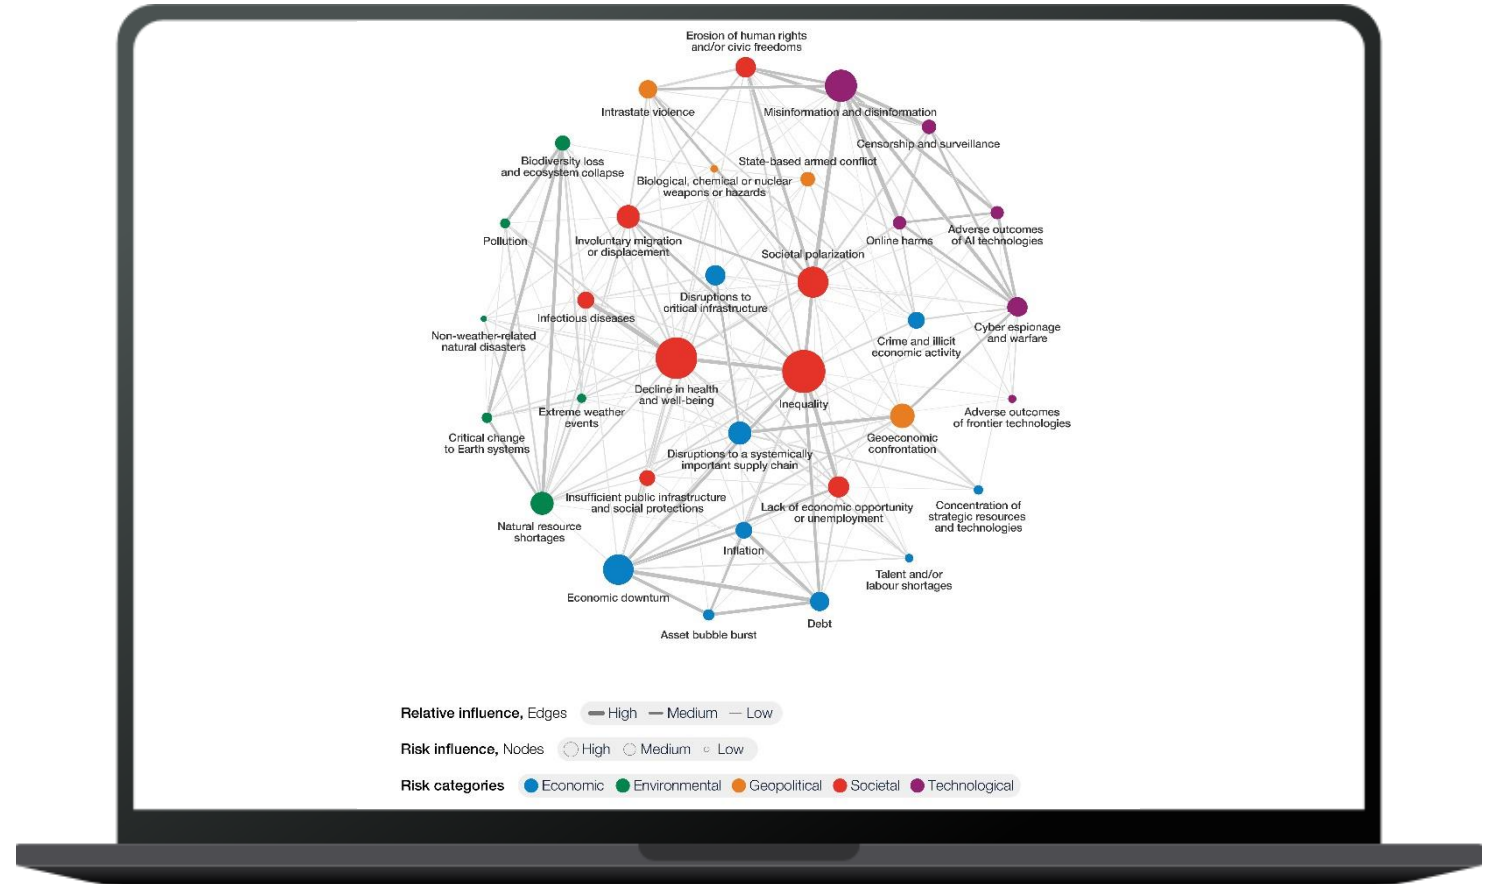 Erosion of human rights
and/or civic freedoms
Intrastate violence
Misinformation and disinformation
Censorship and surveillance
Biodiversity loss
and ecosystem collapse
State-based armed conflict
Biological, chemical or nuclear
weapons or hazards
Pollution
Involuntary migration
or displacement
Online harms
Adverse outcomes
of AI technologies
Societal polarization
Disruptions to
critical infrastructure
Infectious diseases
Non-weather-related
natural disasters
Crime and illicit
economic activity
Cyber espionage
and warfare
Decline in health
and well-being
Inequality
Extreme weather
events
Adverse outcomes
of frontier technologies
Critical change
to Earth systems
Geoeconomic
confrontation
Disruptions to a systemically
important supply chain
Insufficient public infrastructure
and social protections
Lack of economic opportunity
or unemployment
Concentration of
strategic resources
and technologies
Natural resource
shortages
Inflation
Talent and/or
labour shortages
Economic downturn
Debt
Asset bubble burst
Relative influence, Edges High Medium Low
Risk influence, Nodes High Medium Low
Risk categories Economic Environmental Geopolitical Societal Technological